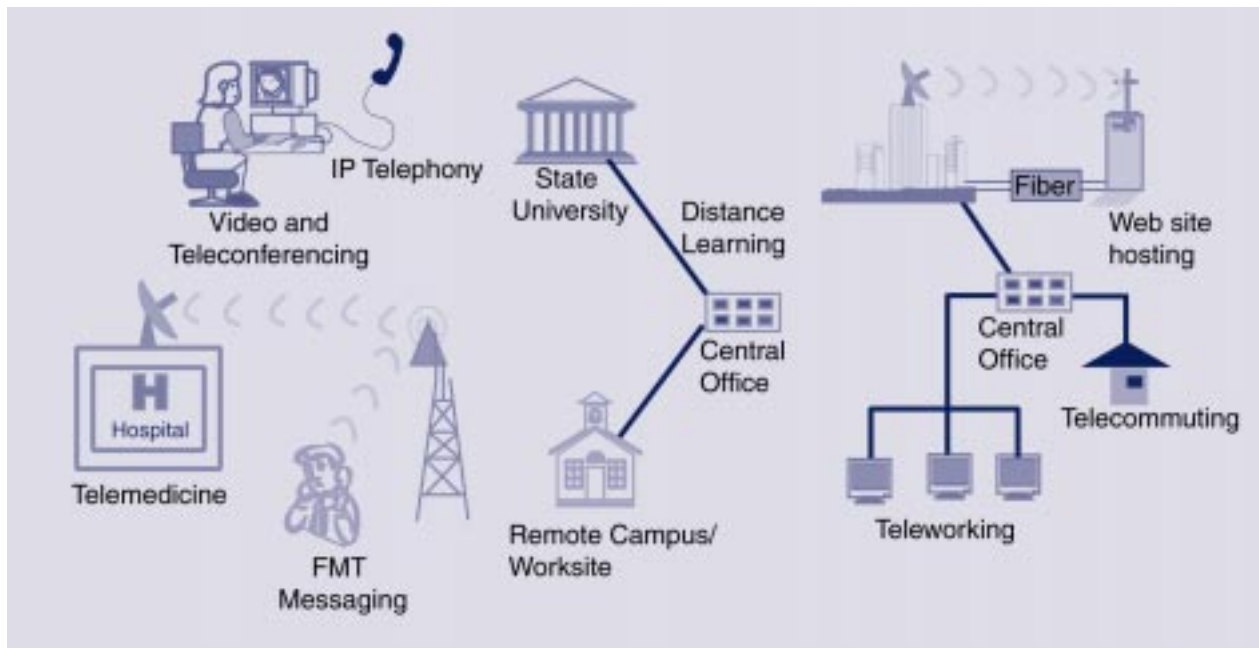 IP Telephony
Video and
Teleconferencing
State
University
Distance
Learning
Central
Office
Fiber
Web site
hosting
Central
Office
Telecommuting
Teleworking
H
Hospital
Telemedicine
FMT
Messaging
Remote Campus/
Worksite